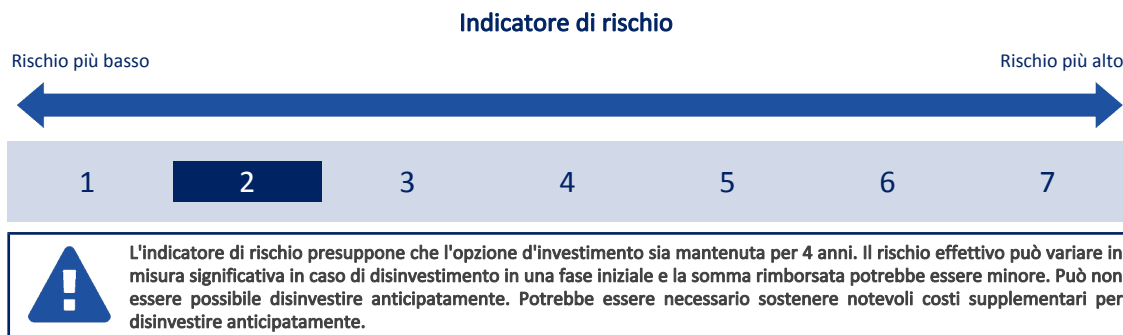 Indicatore di rischio
Rischio più basso
Rischio più alto
1 2 3 4 5 6 7
L'indicatore di rischio presuppone che l'opzione d'investimento sia mantenuta per 4 anni. Il rischio effettivo può variare in
misura significativa in caso di disinvestimento in una fase iniziale e la somma rimborsata potrebbe essere minore. Può non
essere possibile disinvestire anticipatamente. Potrebbe essere necessario sostenere notevoli costi supplementari per
disinvestire anticipatamente.